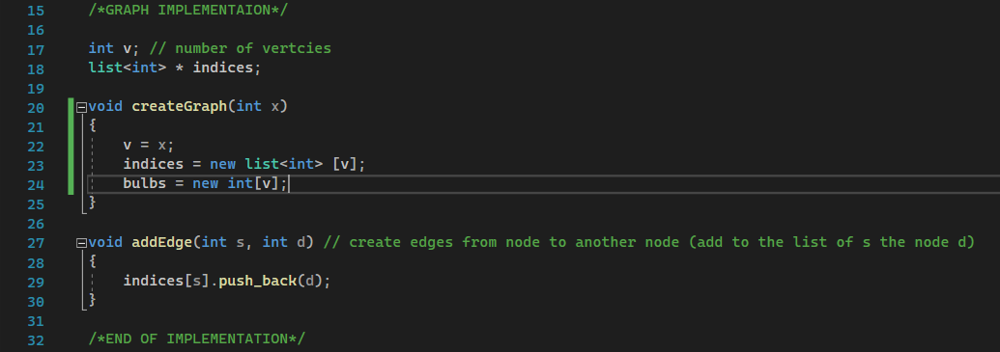 15 /*GRAPH IMPLEMENTAION*/
16
17 int v; // number of vertcies
18 list<int> * indices;
19
20 void createGraph(int x)
21 {
22 v = x;
23 indices = new list<int> [v];
24 bulbs = new int[v];
25 }
26
27 void addEdge(int s, int d) // create edges from node to another node (add to the list of s the node d)
28 {
29 indices[s].push_back(d);
30 }
31
32 /*END OF IMPLEMENTATION*/